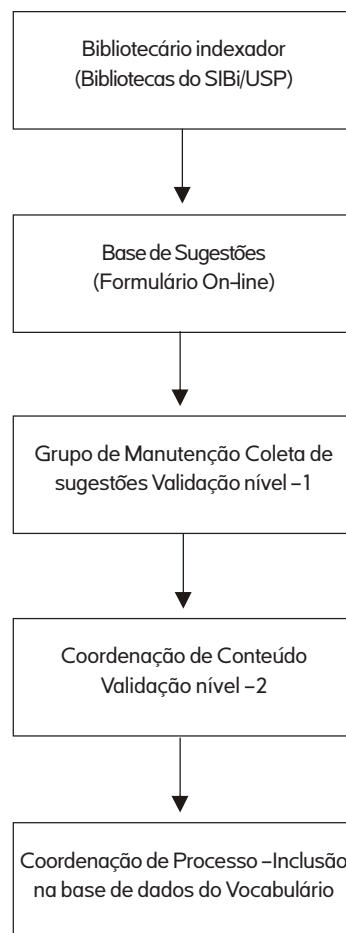 Bibliotecário indexador
(Bibliotecas do SIBi/USP)
Base de Sugestões
(Formulário On-line)
Grupo de Manutenção Coleta de
sugestões Validação nível –1
Coordenação de Conteúdo
Validação nível –2
Coordenação de Processo –Inclusão
na base de dados do Vocabulário